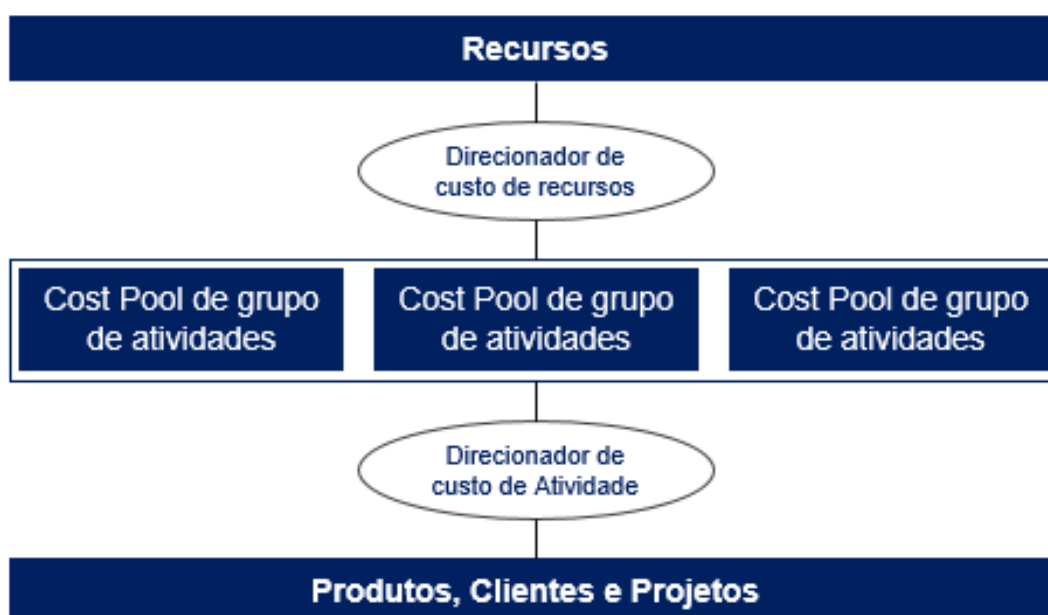 Recursos
Direcionador de
custo de recursos
Cost Pool de grupo
de atividades
Cost Pool de grupo
de atividades
Cost Pool de grupo
de atividades
Direcionador de
custo de Atividade
Produtos, Clientes e Projetos